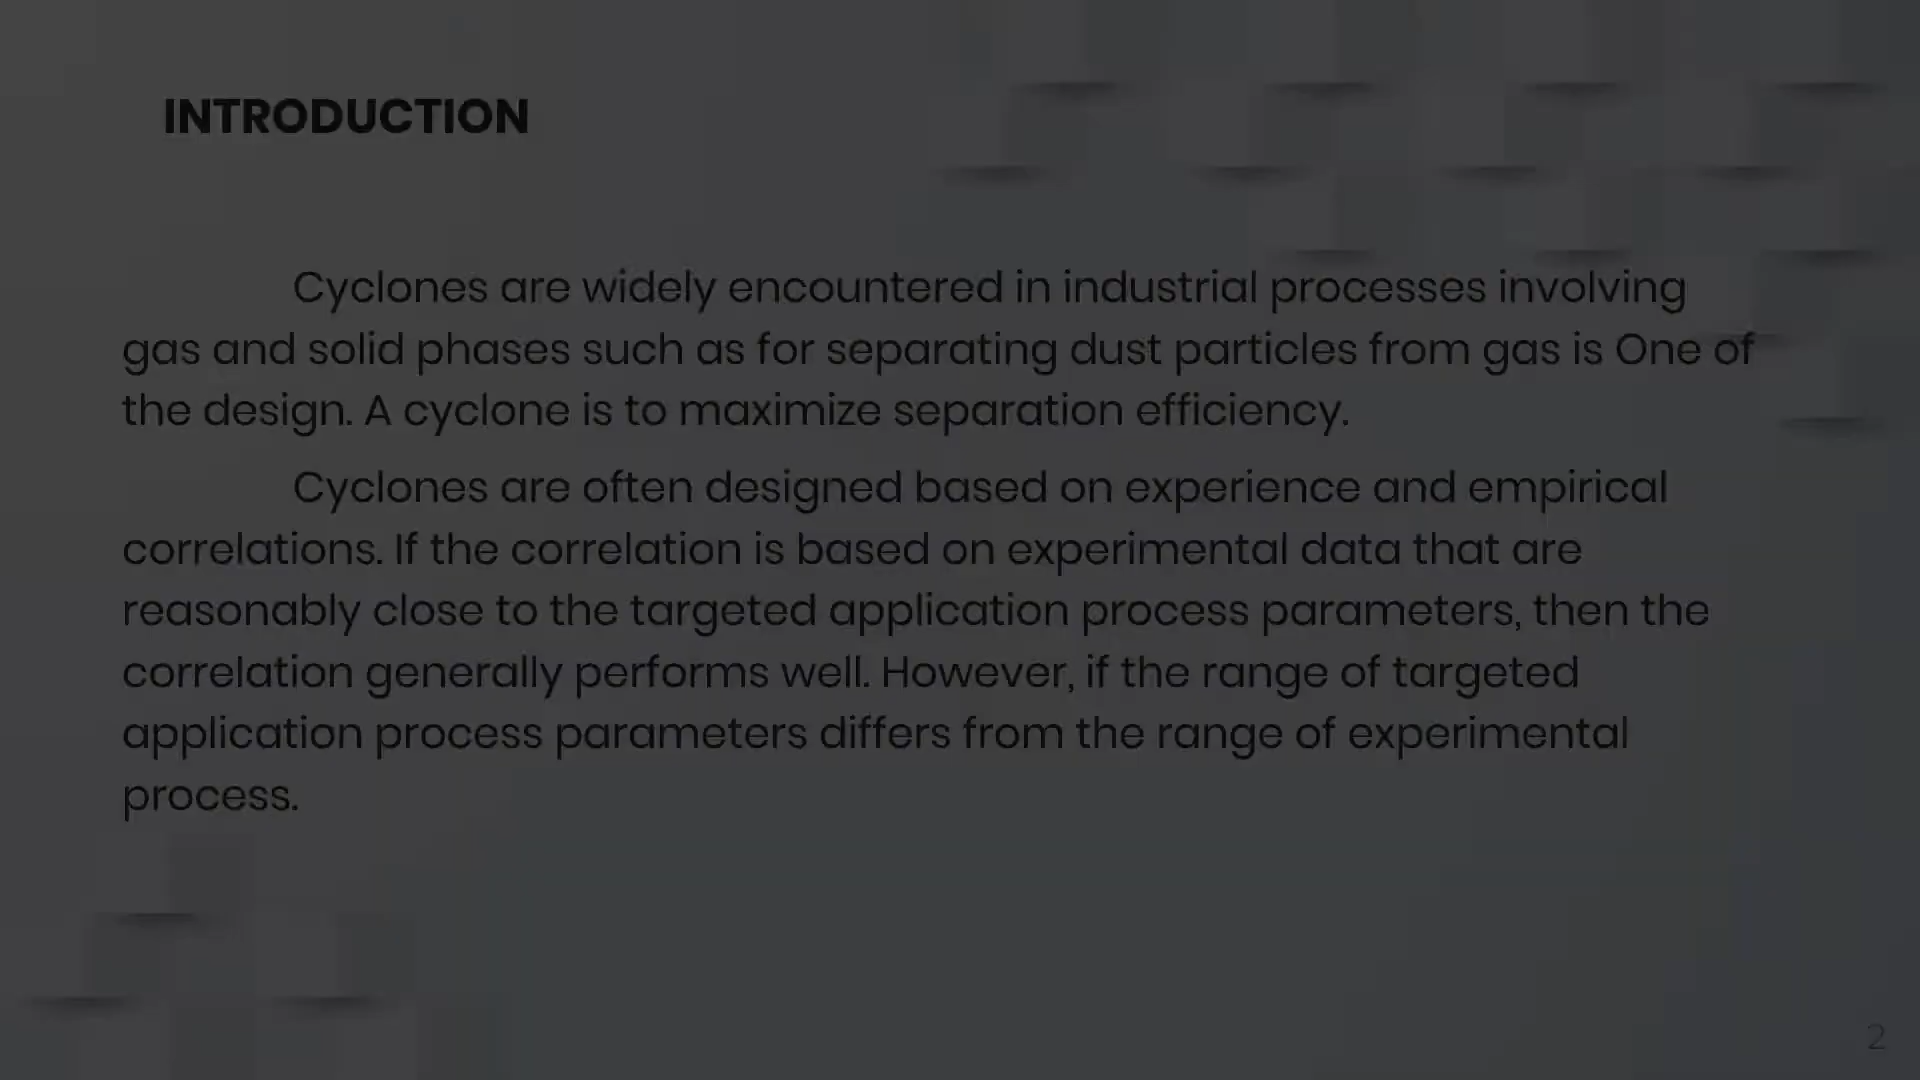 INTRODUCTION
Cyclones are widely encountered in industrial processes involving
gas and solid phases such as for separating dust particles from gas is One of
the design. A cyclone is to maximize separation efficiency.
Cyclones are often designed based on experience and empirical
correlations. If the correlation is based on experimental data that are
reasonably close to the targeted application process parameters, then the
correlation generally performs well. However, if the range of targeted
application process parameters differs from the range of experimental
process.
2